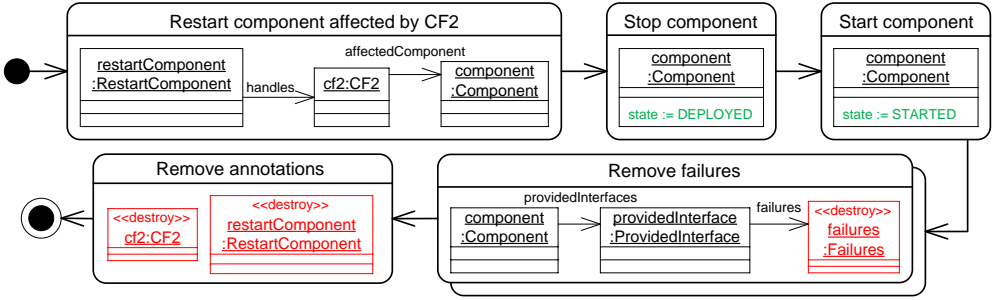 Restart component affected by CF2
restartComponent
:RestartComponent
handles
cf2:CF2
affectedComponent
component
:Component
Stop component
component
:Component
state := DEPLOYED
Start component
component
:Component
state := STARTED
Remove annotations
<<destroy>>
cf2:CF2
<<destroy>>
restartComponent
:RestartComponent
Remove failures
component
:Component
providedInterfaces
providedInterface
:ProvidedInterface
failures
<<destroy>>
failures
:Failures